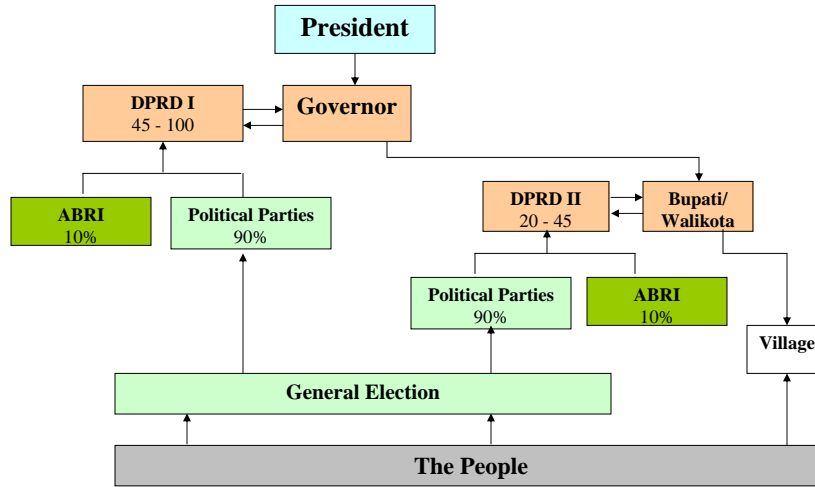 President
DPRD I
45 - 100
Governor
ABRI
10%
Political Parties
90%
DPRD II
20 - 45
Bupati/
Walikota
Political Parties
90%
ABRI
10%
Village
General Election
The People